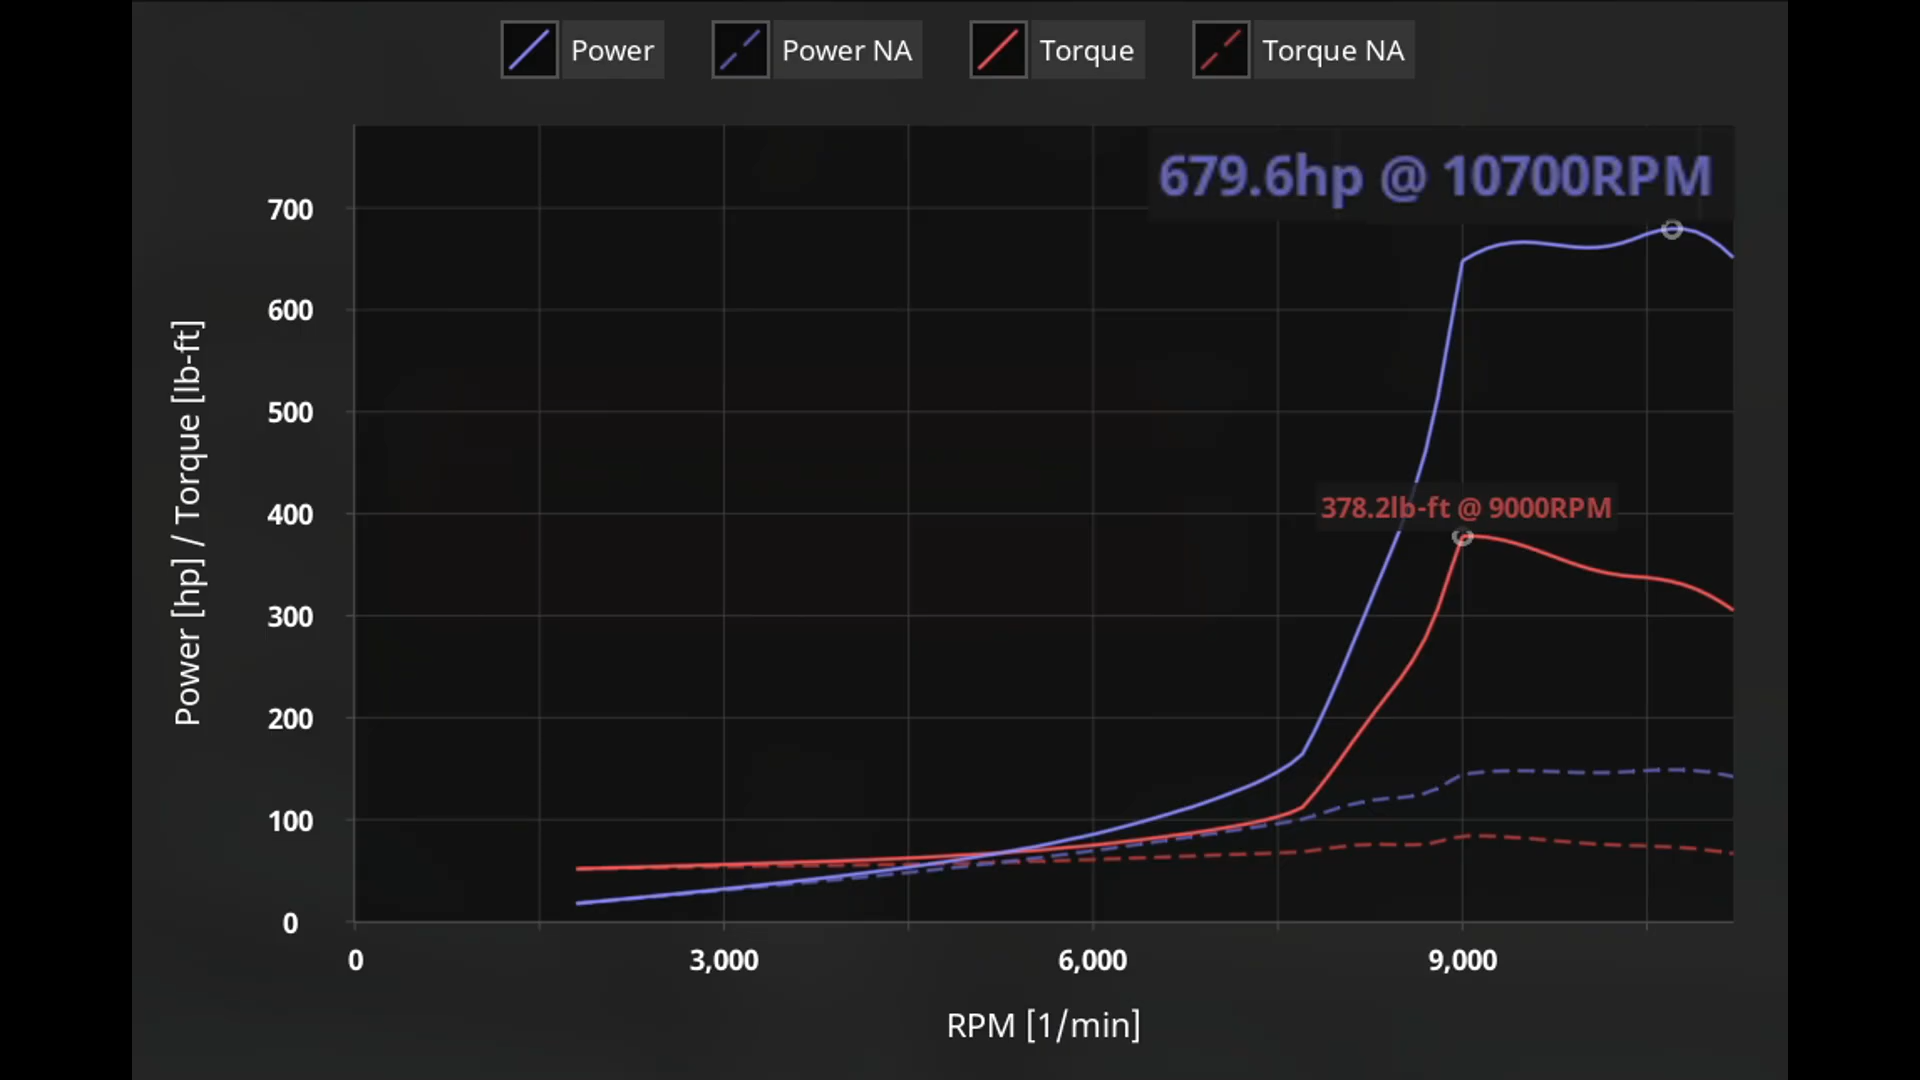 Power
Power NA
Torque
Torque NA
679.6hp @ 10700RPM
378.2lb-ft @ 9000RPM
Power [hp] / Torque [lb-ft]
700
600
500
400
300
200
100
0
0
3,000
6,000
9,000
RPM [1/min]